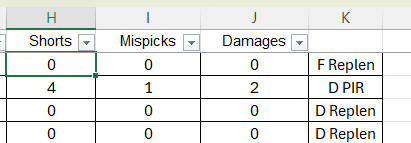 H I J K
Shorts Mispicks Damages
0 0 0 F Replen
4 1 2 D PIR
0 0 0 D Replen
0 0 0 D Replen